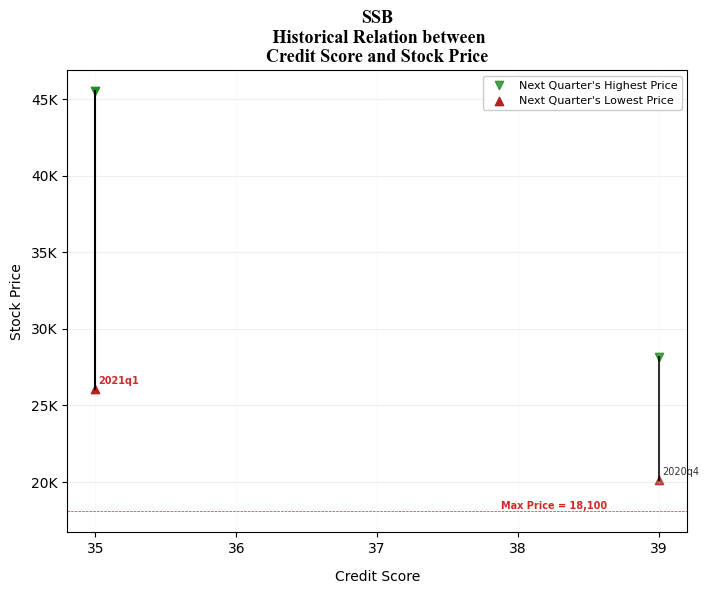 SSB
Historical Relation between
Credit Score and Stock Price
Next Quarter's Highest Price
Next Quarter's Lowest Price
45K
40K
35K
30K
25K
20K
Stock Price
2021q1
2020q4
Max Price = 18,100
35 36 37 38 39
Credit Score